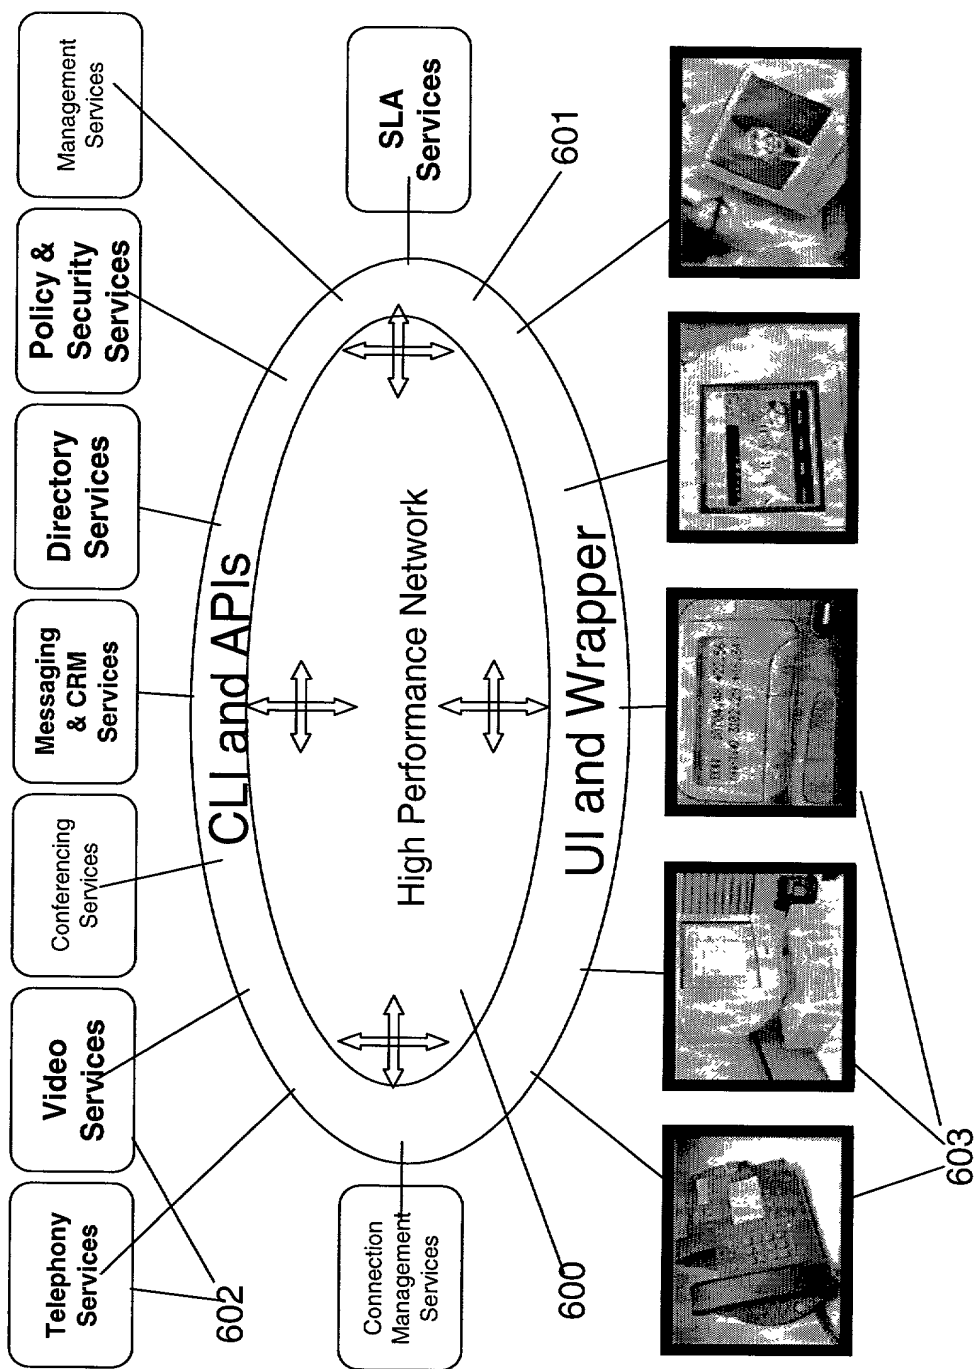 Telephony
Services
Video
Services
Conferencing
Services
Messaging
& CRM
Services
Directory
Services
Policy &
Security
Services
Management
Services
602
Connection
Management
Services
SLA
Services
CLI and APIs
High Performance Network
UI and Wrapper
600
601
603